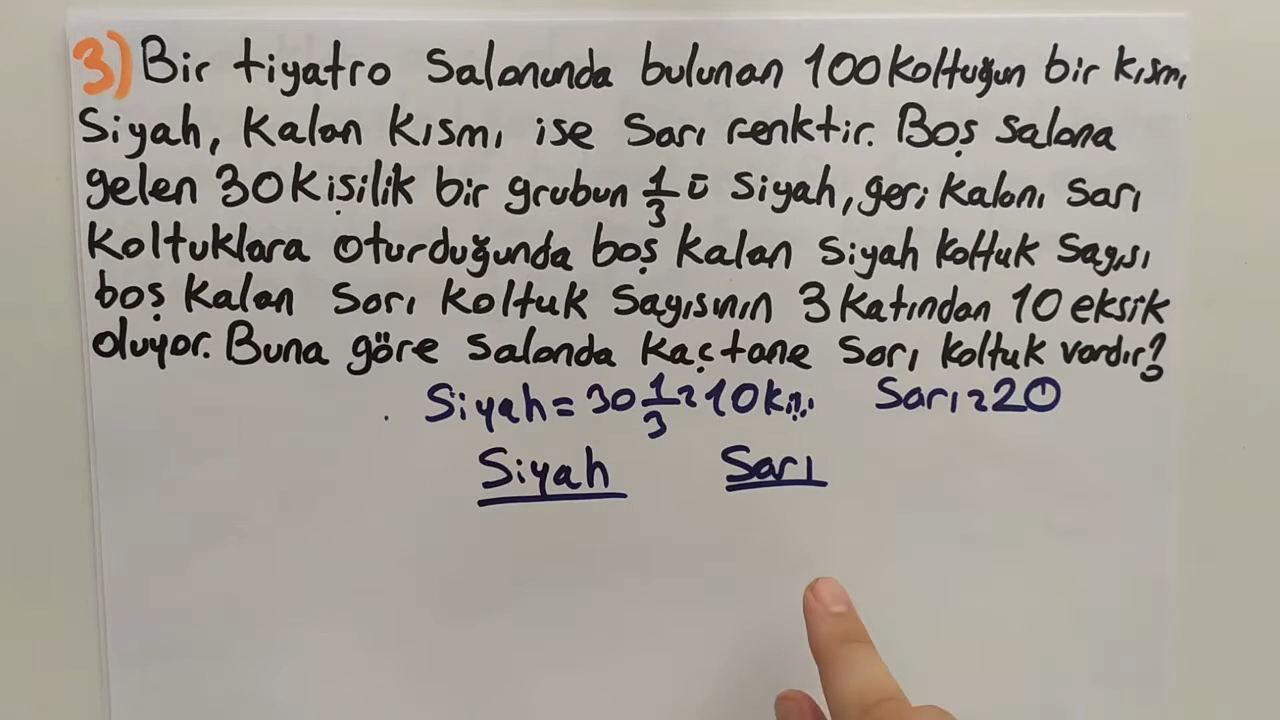 3) Bir tiyatro salonunda bulunan 100 koltuğun bir kısmı
siyah, kalan kısmı ise sarı renktir. Boş salona
gelen 30 kişilik bir grubun 1/3 ü siyah, geri kalanı sarı
koltuklara oturduğunda boş kalan siyah koltuk sayısı
boş kalan sarı koltuk sayısının 3 katından 10 eksik
oluyor. Buna göre salonda kaç tane sarı koltuk vardır?
Siyah = 30 1/3 = 10 kişi Sarı = 20
Siyah Sarı